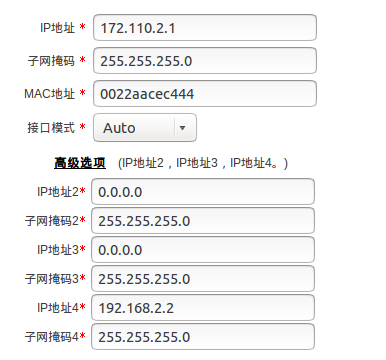 IP地址 * 172.110.2.1
子网掩码 * 255.255.255.0
MAC地址 * 0022aacec444
接口模式 * Auto
高级选项 (IP地址2，IP地址3，IP地址4。)
IP地址2* 0.0.0.0
子网掩码2* 255.255.255.0
IP地址3* 0.0.0.0
子网掩码3* 255.255.255.0
IP地址4* 192.168.2.2
子网掩码4* 255.255.255.0